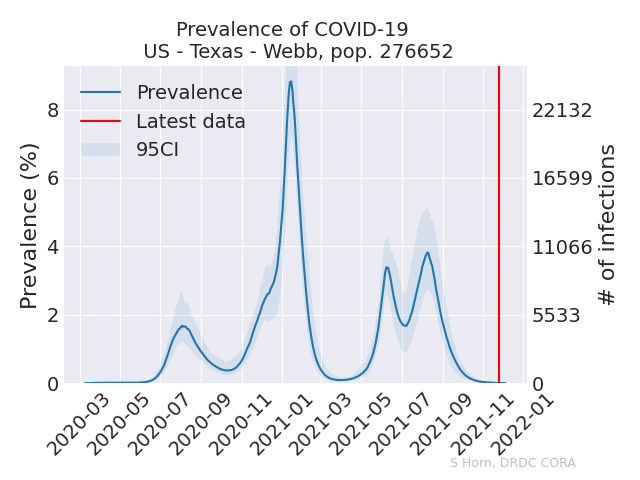 Prevalence of COVID-19
US - Texas - Webb, pop. 276652
Prevalence
Latest data
95CI
Prevalence (%)
8
6
4
2
0
22132
16599
11066
5533
0
# of infections
2020-03
2020-05
2020-07
2020-09
2020-11
2021-01
2021-03
2021-05
2021-07
2021-09
2021-11
2022-01
S Horn, DRDC CORA